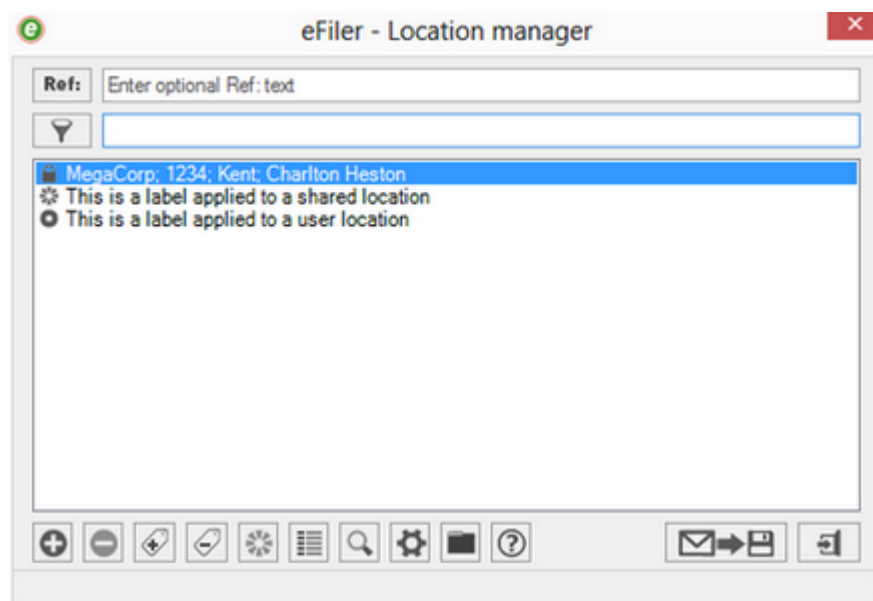 eFiler - Location manager
Ref: Enter optional Ref: text
MegaCorp; 1234; Kent; Charlton Heston
This is a label applied to a shared location
This is a label applied to a user location